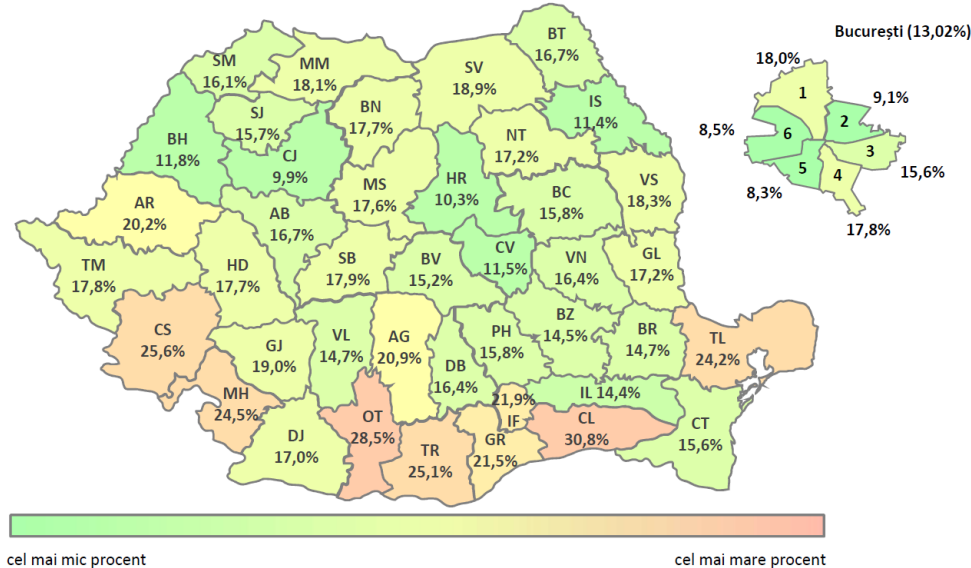 București (13,02%)
BT
16,7%
SM
16,1%
MM
18,1%
SV
18,9%
18,0%
1
9,1%
2
IS
11,4%
BN
17,7%
SJ
15,7%
BH
11,8%
CJ
9,9%
NT
17,2%
8,5%
6
3
5
4
15,6%
8,3%
17,8%
MS
17,6%
HR
10,3%
BC
15,8%
VS
18,3%
AR
20,2%
AB
16,7%
TM
17,8%
HD
17,7%
SB
17,9%
BV
15,2%
CV
11,5%
VN
16,4%
GL
17,2%
CS
25,6%
GJ
19,0%
VL
14,7%
AG
20,9%
DB
16,4%
PH
15,8%
BZ
14,5%
BR
14,7%
TL
24,2%
MH
24,5%
OT
28,5%
21,9%
IF
IL 14,4%
CL
30,8%
CT
15,6%
DJ
17,0%
TR
25,1%
GR
21,5%
cel mai mic procent
cel mai mare procent